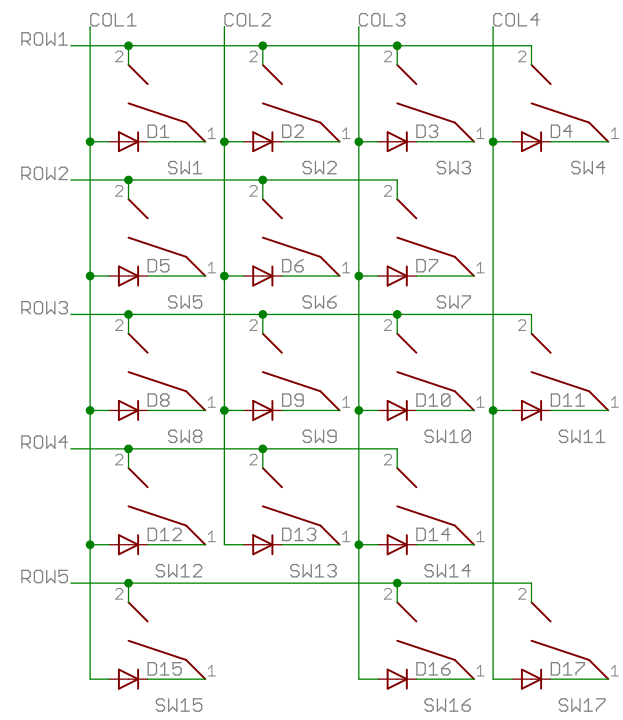 COL1 COL2 COL3 COL4
ROW1
2 2 2 2
D1 1 D2 1 D3 1 D4 1
SW1 SW2 SW3 SW4
ROW2
2 2 2
D5 1 D6 1 D7 1
SW5 SW6 SW7
ROW3
2 2 2 2
D8 1 D9 1 D10 1 D11 1
SW8 SW9 SW10 SW11
ROW4
2 2 2
D12 1 D13 1 D14 1
SW12 SW13 SW14
ROW5
2 2 2
D15 1 D16 1 D17 1
SW15 SW16 SW17